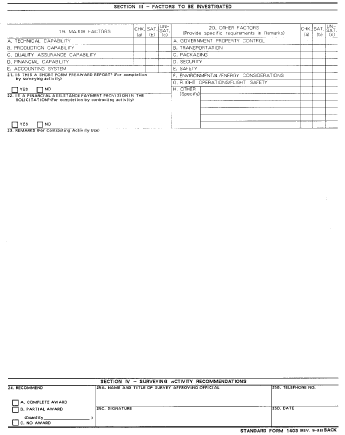 SECTION III - FACTORS TO BE INVESTIGATED
19. MAJOR FACTORS
CHK. (a)
SAT. (b)
UN-SAT. (c)
20. OTHER FACTORS
(Provide specific requirements in Remarks)
CHK. (a)
SAT. (b)
UN-SAT. (c)
A. TECHNICAL CAPABILITY
A. GOVERNMENT PROPERTY CONTROL
B. PRODUCTION CAPABILITY
B. TRANSPORTATION
C. QUALITY ASSURANCE CAPABILITY
C. PACKAGING
D. FINANCIAL CAPABILITY
D. SECURITY
E. ACCOUNTING SYSTEM
E. SAFETY
21. IS THIS A SHORT FORM PREAWARD REPORT? (For completion
by surveying activity)
YES
NO
F. ENVIRONMENTAL/ENERGY CONSIDERATIONS
G. FLIGHT OPERATIONS/FLIGHT SAFETY
H. OTHER
(Specify)
22. IS A FINANCIAL ASSISTANCE/PAYMENT PROVISION IN THE
SOLICITATION? (For completion by contracting activity)
YES
NO
23. REMARKS (For Contracting Activity Use)
SECTION IV - SURVEYING ACTIVITY RECOMMENDATIONS
24. RECOMMEND
25A. NAME AND TITLE OF SURVEY APPROVING OFFICIAL
25B. TELEPHONE NO.
A. COMPLETE AWARD
B. PARTIAL AWARD
(Quantity
)
C. NO AWARD
25C. SIGNATURE
25D. DATE
STANDARD FORM 1403 (REV. 9-88) BACK